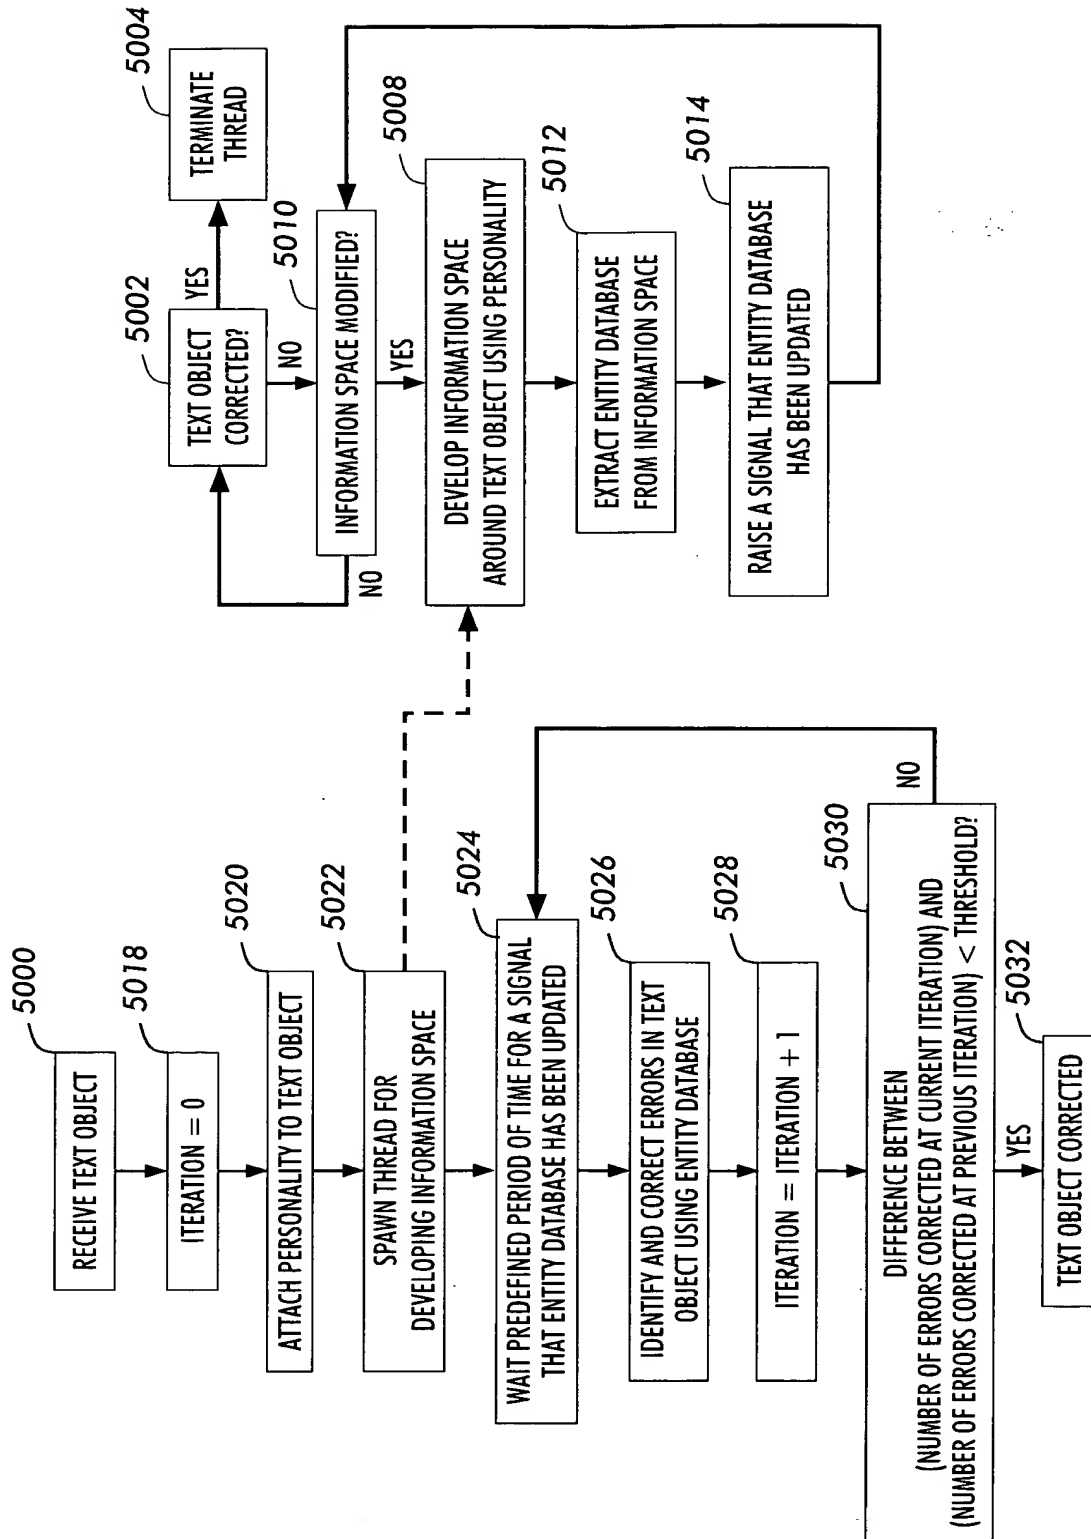 5000
RECEIVE TEXT OBJECT
5018
ITERATION = 0
5020
ATTACH PERSONALITY TO TEXT OBJECT
5022
SPAWN THREAD FOR
DEVELOPING INFORMATION SPACE
5024
WAIT PREDEFINED PERIOD OF TIME FOR A SIGNAL
THAT ENTITY DATABASE HAS BEEN UPDATED
5026
IDENTIFY AND CORRECT ERRORS IN TEXT
OBJECT USING ENTITY DATABASE
5028
ITERATION = ITERATION + 1
5030
DIFFERENCE BETWEEN
(NUMBER OF ERRORS CORRECTED AT CURRENT ITERATION) AND
(NUMBER OF ERRORS CORRECTED AT PREVIOUS ITERATION) < THRESHOLD?
NO
YES
5032
TEXT OBJECT CORRECTED
5002
TEXT OBJECT
CORRECTED?
YES
5004
TERMINATE
THREAD
NO
5010
INFORMATION SPACE MODIFIED?
NO
YES
5008
DEVELOP INFORMATION SPACE
AROUND TEXT OBJECT USING PERSONALITY
5012
EXTRACT ENTITY DATABASE
FROM INFORMATION SPACE
5014
RAISE A SIGNAL THAT ENTITY DATABASE
HAS BEEN UPDATED